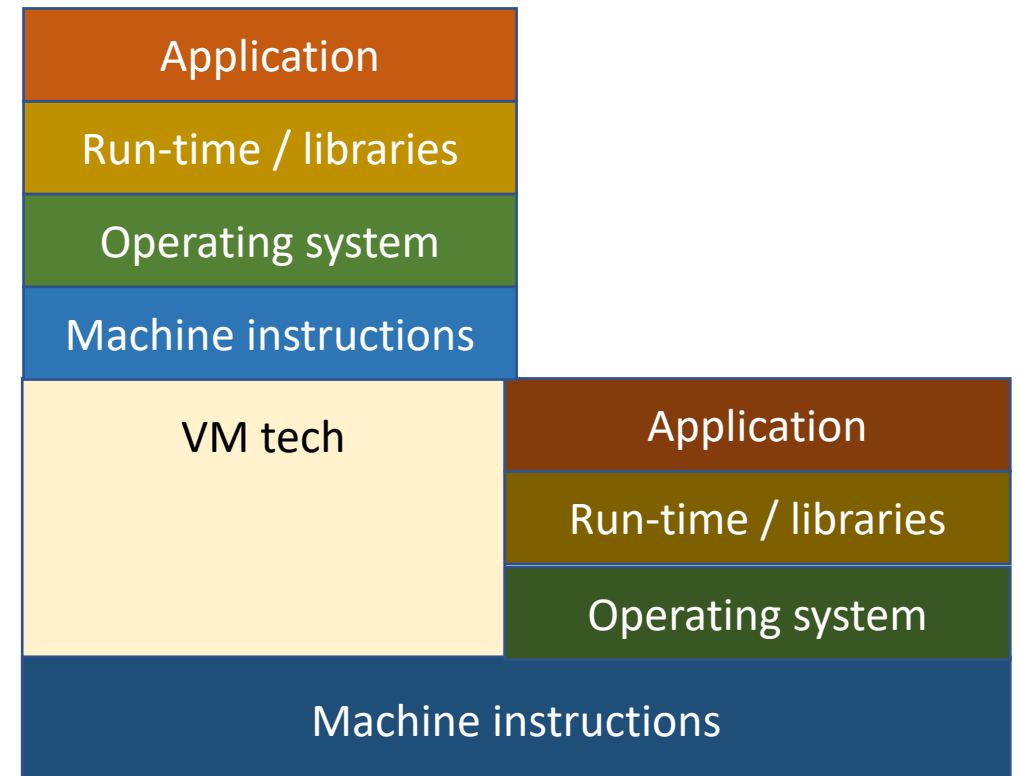 Application
Run-time / libraries
Operating system
Machine instructions
VM tech
Application
Run-time / libraries
Operating system
Machine instructions